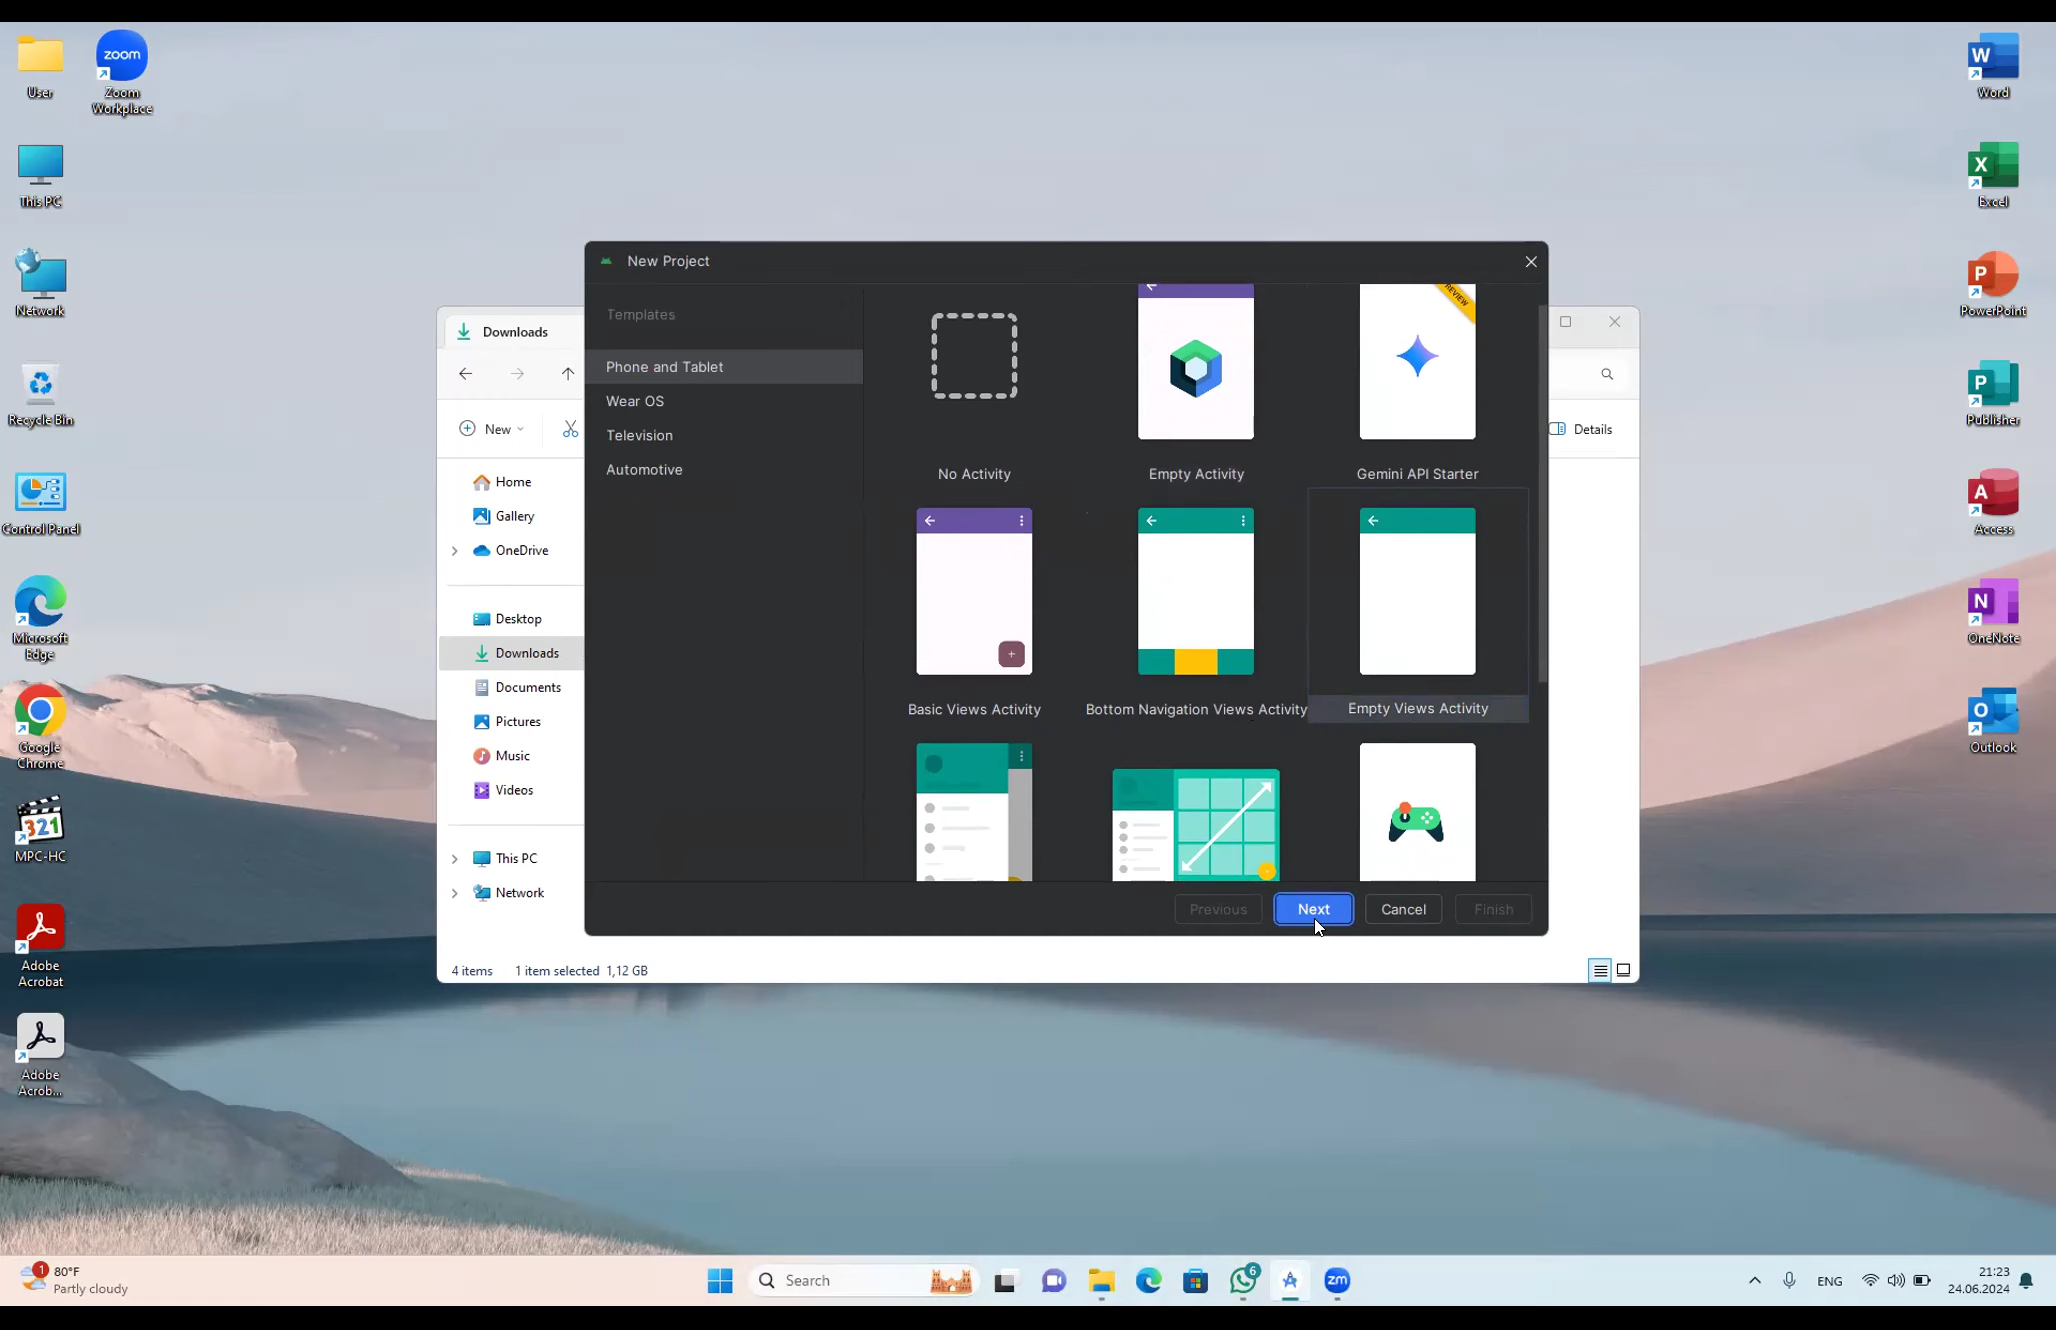 User
zoom
Zoom
Workplace
This PC
Network
Recycle Bin
Control Panel
Microsoft
Edge
Google
Chrome
321
MPC-HC
Adobe
Acrobat
Adobe
Acrob...
W
Word
X
Excel
P
PowerPoint
P
Publisher
A
Access
N
OneNote
O
Outlook
Downloads
New
Details
Home
Gallery
OneDrive
Desktop
Downloads
Documents
Pictures
Music
Videos
This PC
Network
4 items 1 item selected 1,12 GB
New Project
Templates
Phone and Tablet
Wear OS
Television
Automotive
No Activity
Empty Activity
Gemini API Starter
Basic Views Activity
Bottom Navigation Views Activity
Empty Views Activity
Previous
Next
Cancel
Finish
1
80°F
Partly cloudy
Search
6
zm
ENG
21:23
24.06.2024